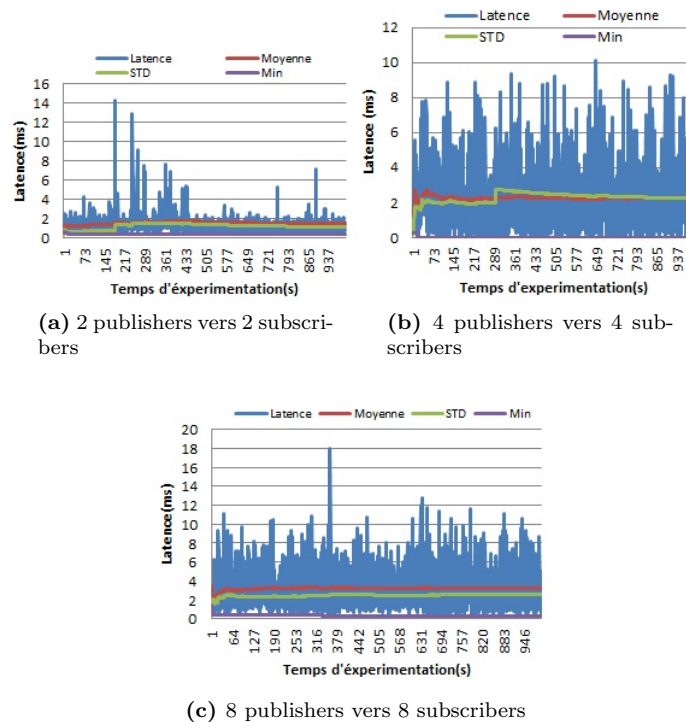 Latence Moyenne
STD Min
16
14
12
10
8
6
4
2
0
Latence(ms)
1 73 145 217 289 361 433 505 577 649 721 793 865 937
Temps d'éxperimentation(s)
(a) 2 publishers vers 2 subscri-
bers
Latence Moyenne
STD Min
12
10
8
6
4
2
0
Latence (ms)
1 73 145 217 289 361 433 505 577 649 721 793 865 937
Temps d'experimentation(s)
(b) 4 publishers vers 4 sub-
scribers
Latence Moyenne STD Min
20
18
16
14
12
10
8
6
4
2
0
Latence(ms)
1 64 127 190 253 316 379 442 505 568 631 694 757 820 883 946
Temps d'éxperimentation(s)
(c) 8 publishers vers 8 subscribers